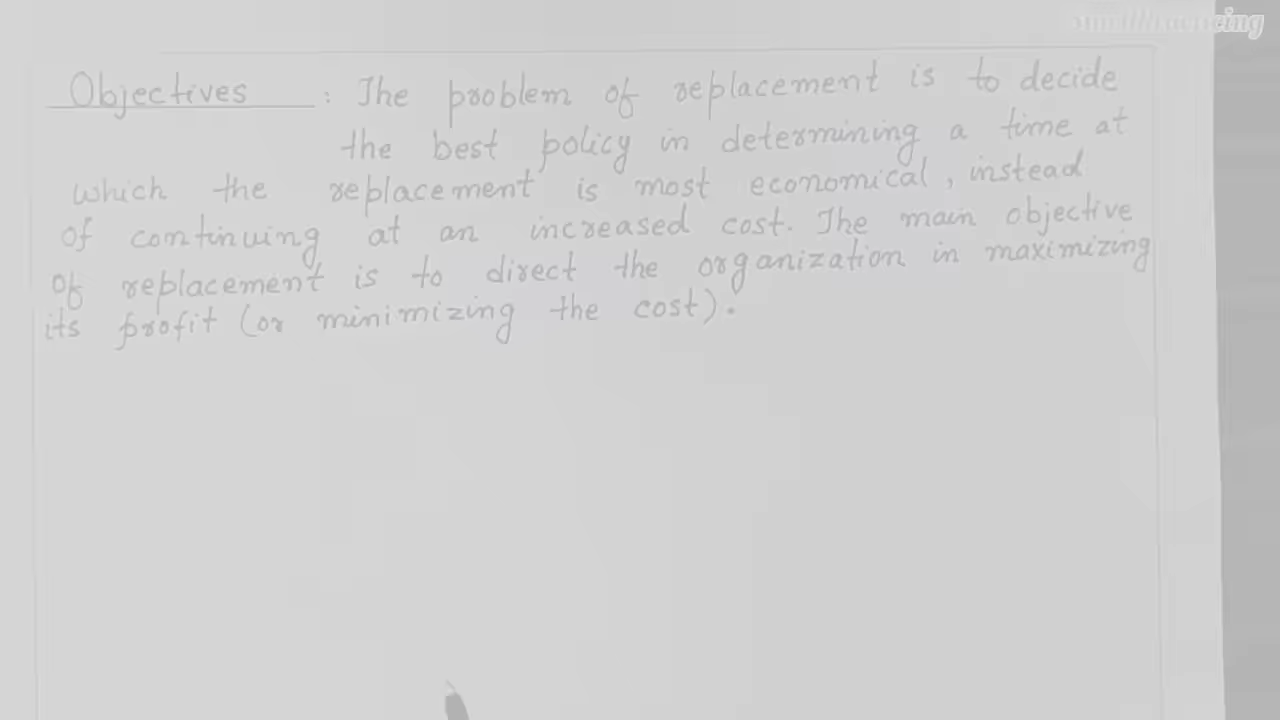 Objectives : The problem of replacement is to decide
the best policy in determining a time at
which the replacement is most economical, instead
of continuing at an increased cost. The main objective
of replacement is to direct the organization in maximizing
its profit (or minimizing the cost).